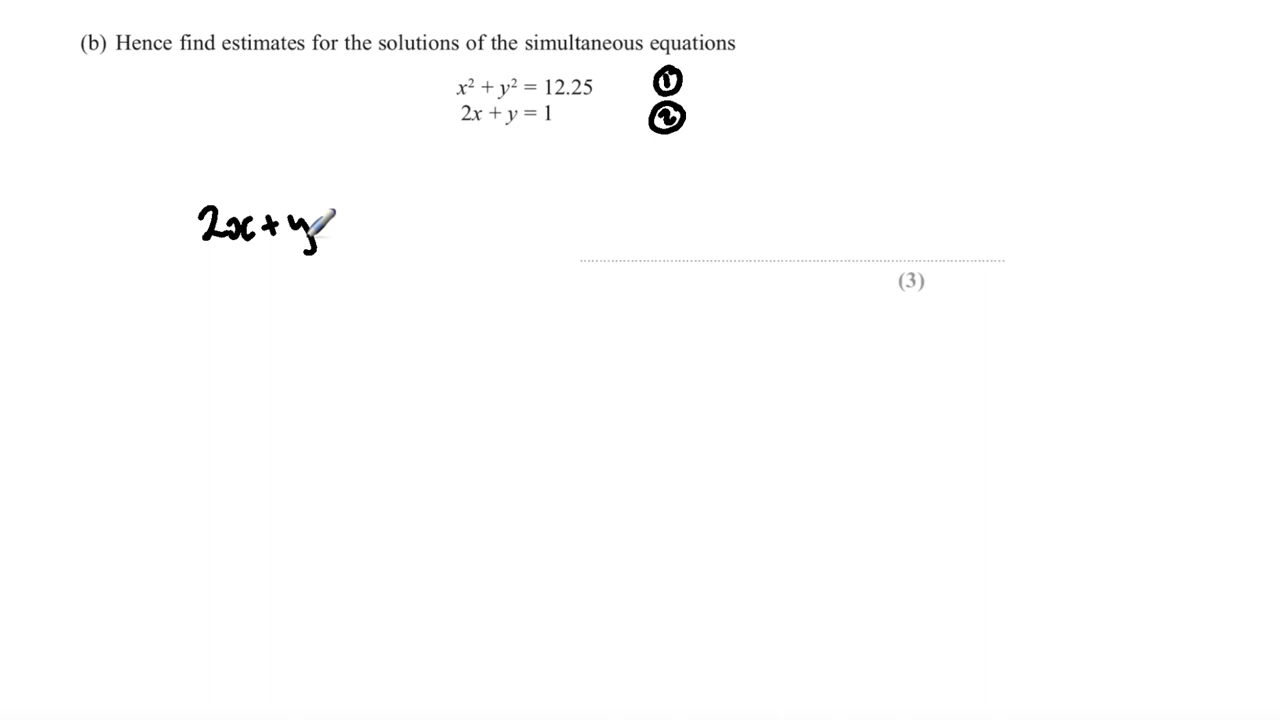 (b) Hence find estimates for the solutions of the simultaneous equations
x² + y² = 12.25 ①
2x + y = 1 ②
2x + y
(3)